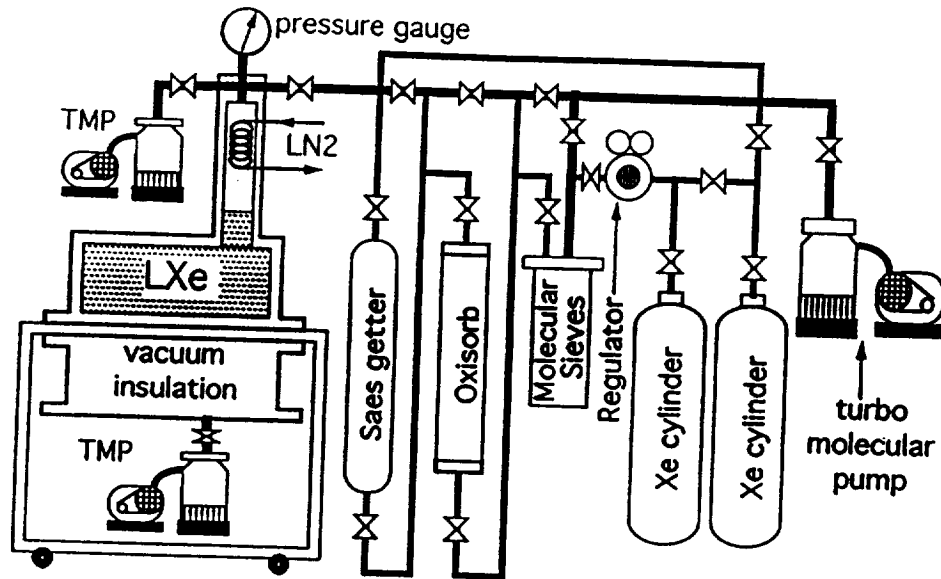 pressure gauge
TMP
LN2
LXe
vacuum
insulation
TMP
Saes getter
Oxisorb
Molecular
Sieves
Regulator
Xe cylinder
Xe cylinder
turbo
molecular
pump